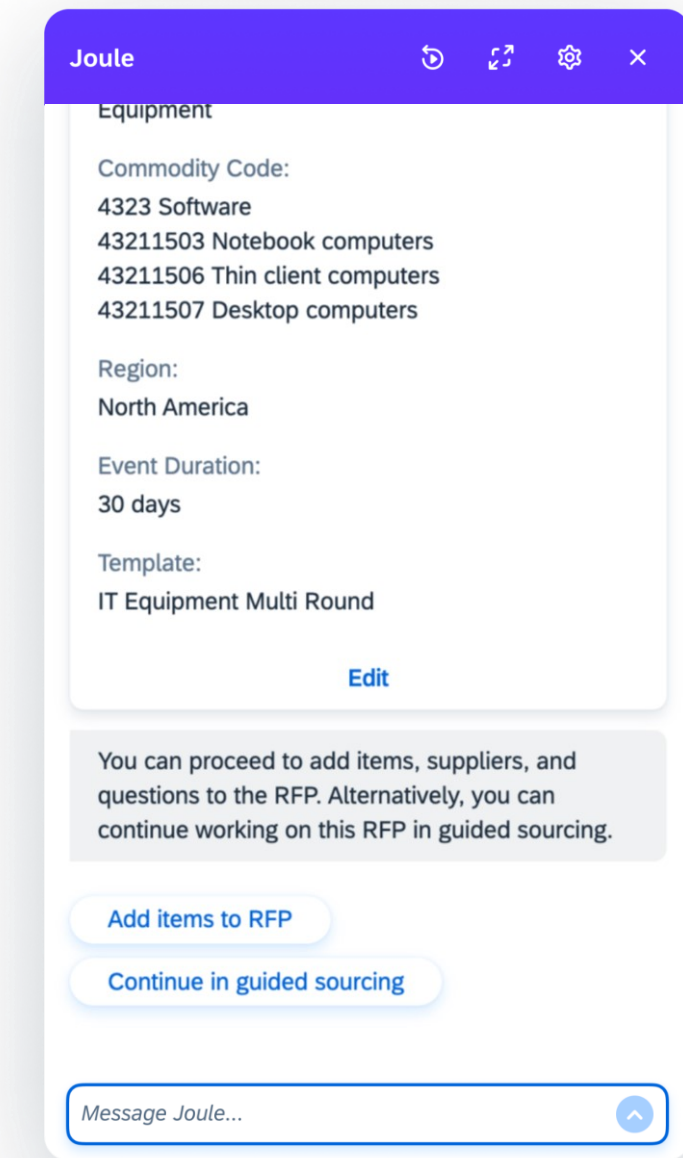 Joule
Equipment
Commodity Code:
4323 Software
43211503 Notebook computers
43211506 Thin client computers
43211507 Desktop computers
Region:
North America
Event Duration:
30 days
Template:
IT Equipment Multi Round
Edit
You can proceed to add items, suppliers, and
questions to the RFP. Alternatively, you can
continue working on this RFP in guided sourcing.
Add items to RFP
Continue in guided sourcing
Message Joule...